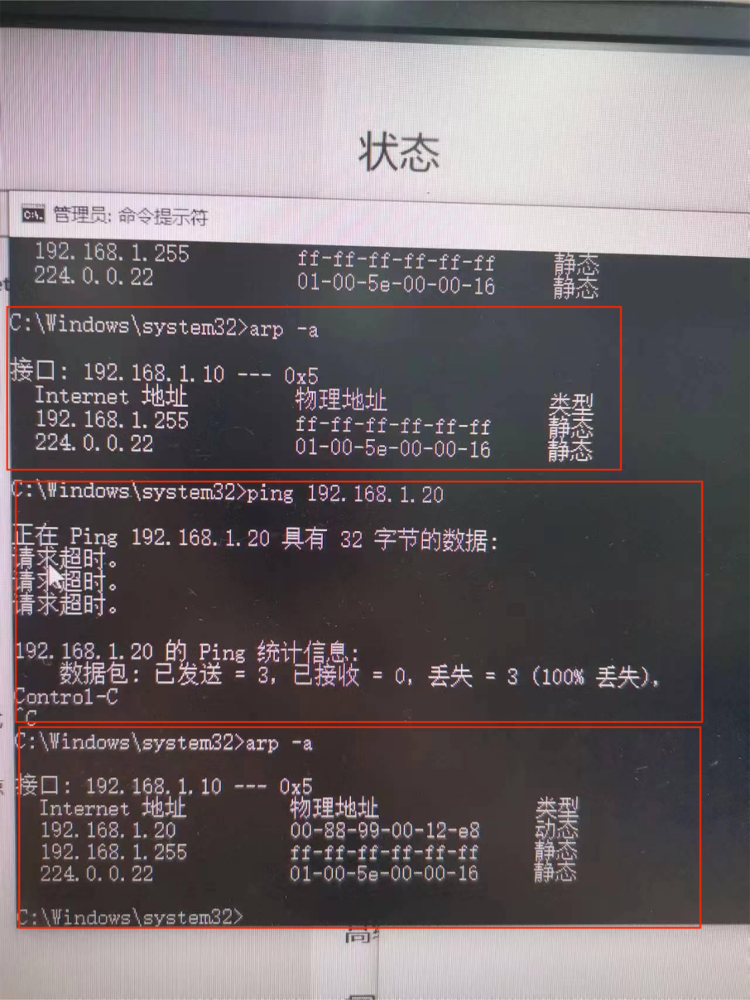 状态
管理员: 命令提示符
192.168.1.255 ff-ff-ff-ff-ff-ff 静态
224.0.0.22 01-00-5e-00-00-16 静态
C:\Windows\system32>arp -a
接口: 192.168.1.10 --- 0x5
Internet 地址 物理地址 类型
192.168.1.255 ff-ff-ff-ff-ff-ff 静态
224.0.0.22 01-00-5e-00-00-16 静态
C:\Windows\system32>ping 192.168.1.20
正在 Ping 192.168.1.20 具有 32 字节的数据:
请求超时。
请求超时。
请求超时。
192.168.1.20 的 Ping 统计信息:
数据包: 已发送 = 3, 已接收 = 0, 丢失 = 3 (100% 丢失),
Control-C
^C
C:\Windows\system32>arp -a
接口: 192.168.1.10 --- 0x5
Internet 地址 物理地址 类型
192.168.1.20 00-88-99-00-12-e8 动态
192.168.1.255 ff-ff-ff-ff-ff-ff 静态
224.0.0.22 01-00-5e-00-00-16 静态
C:\Windows\system32>